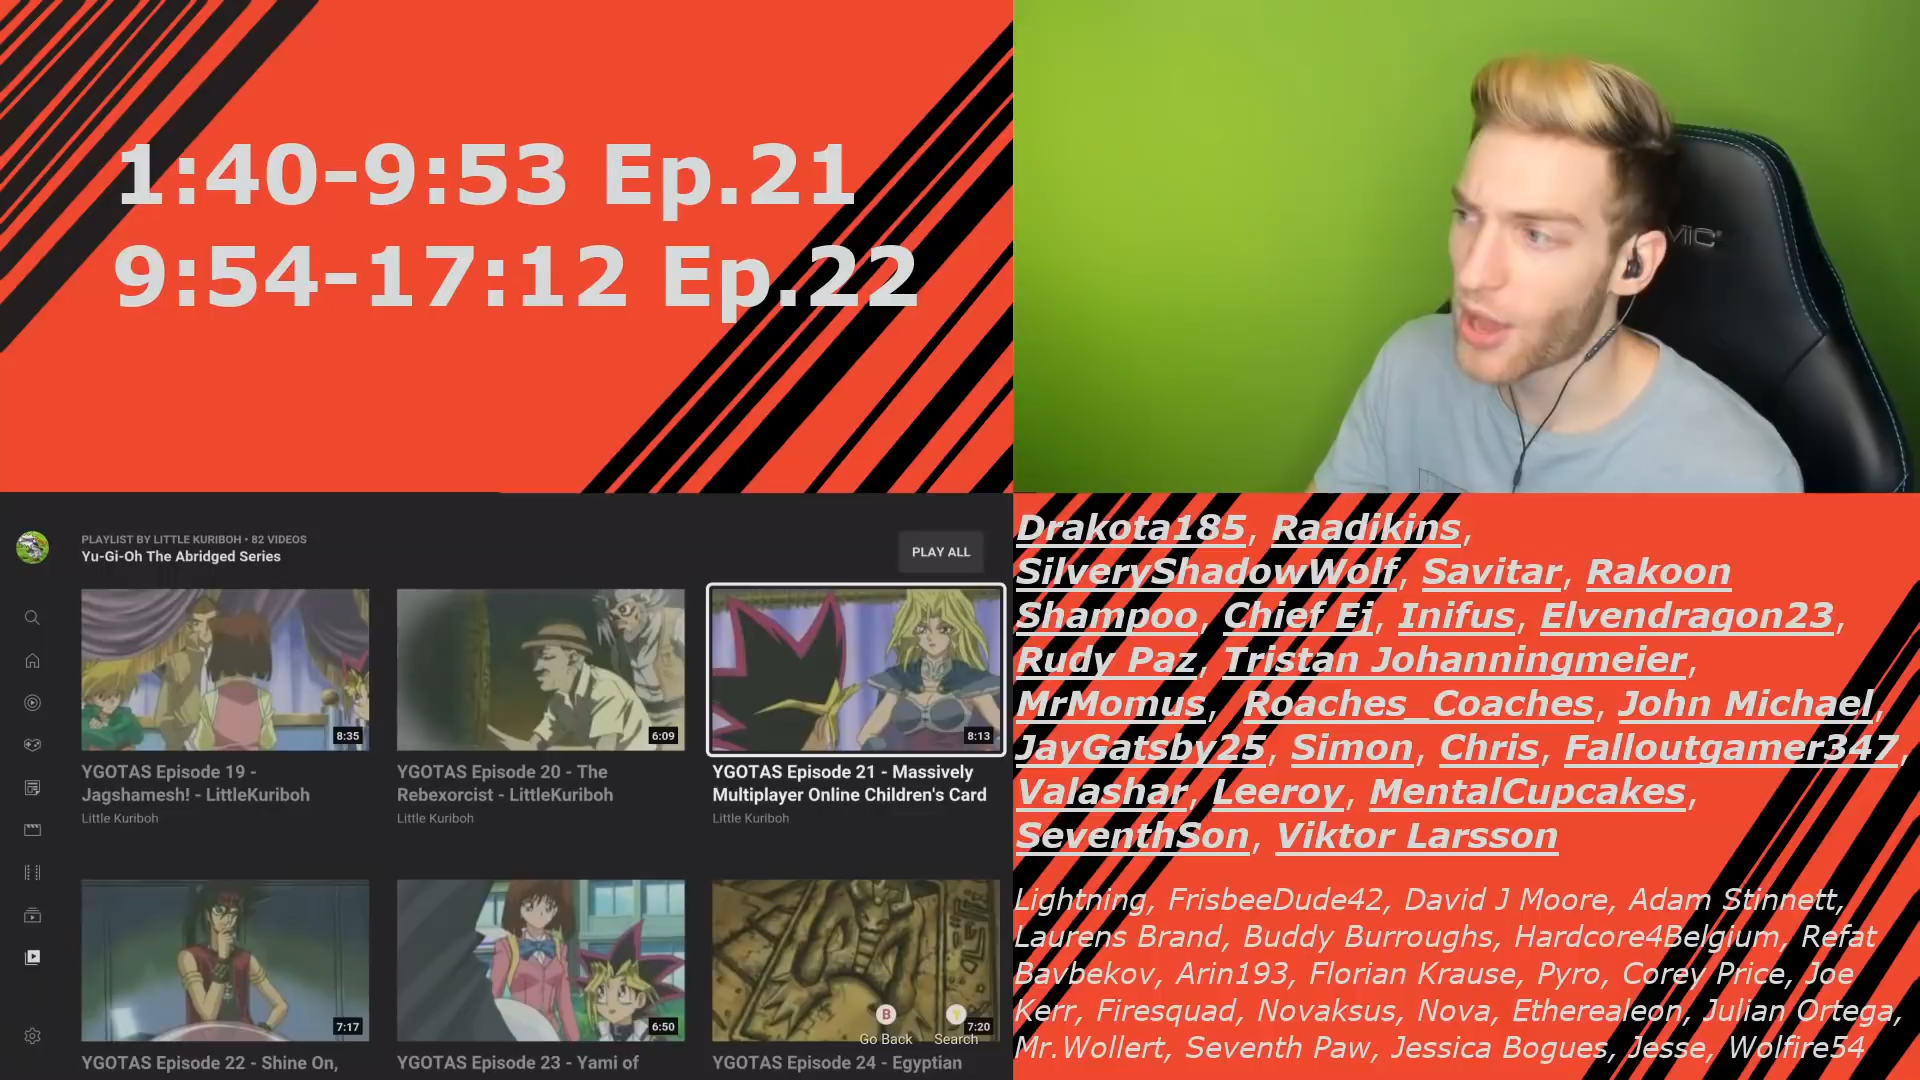 1:40-9:53 Ep.21
9:54-17:12 Ep.22
PLAYLIST BY LITTLE KURIBOH • 82 VIDEOS
Yu-Gi-Oh The Abridged Series
PLAY ALL
8:35
6:09
8:13
YGOTAS Episode 19 -
Jagshamesh! - LittleKuriboh
Little Kuriboh
YGOTAS Episode 20 - The
Rebexorcist - LittleKuriboh
Little Kuriboh
YGOTAS Episode 21 - Massively
Multiplayer Online Children's Card
Little Kuriboh
7:17
6:50
7:20
B
Y
Go Back
Search
YGOTAS Episode 22 - Shine On,
YGOTAS Episode 23 - Yami of
YGOTAS Episode 24 - Egyptian
Drakota185, Raadikins,
SilveryShadowWolf, Savitar, Rakoon
Shampoo, Chief Ej, Inifus, Elvendragon23,
Rudy Paz, Tristan Johanningmeier,
MrMomus, Roaches_Coaches, John Michael,
JayGatsby25, Simon, Chris, Falloutgamer347,
Valashar, Leeroy, MentalCupcakes,
SeventhSon, Viktor Larsson
Lightning, FrisbeeDude42, David J Moore, Adam Stinnett,
Laurens Brand, Buddy Burroughs, Hardcore4Belgium, Refat
Bavbekov, Arin193, Florian Krause, Pyro, Corey Price, Joe
Kerr, Firesquad, Novaksus, Nova, Etherealeon, Julian Ortega,
Mr.Wollert, Seventh Paw, Jessica Bogues, Jesse, Wolfire54